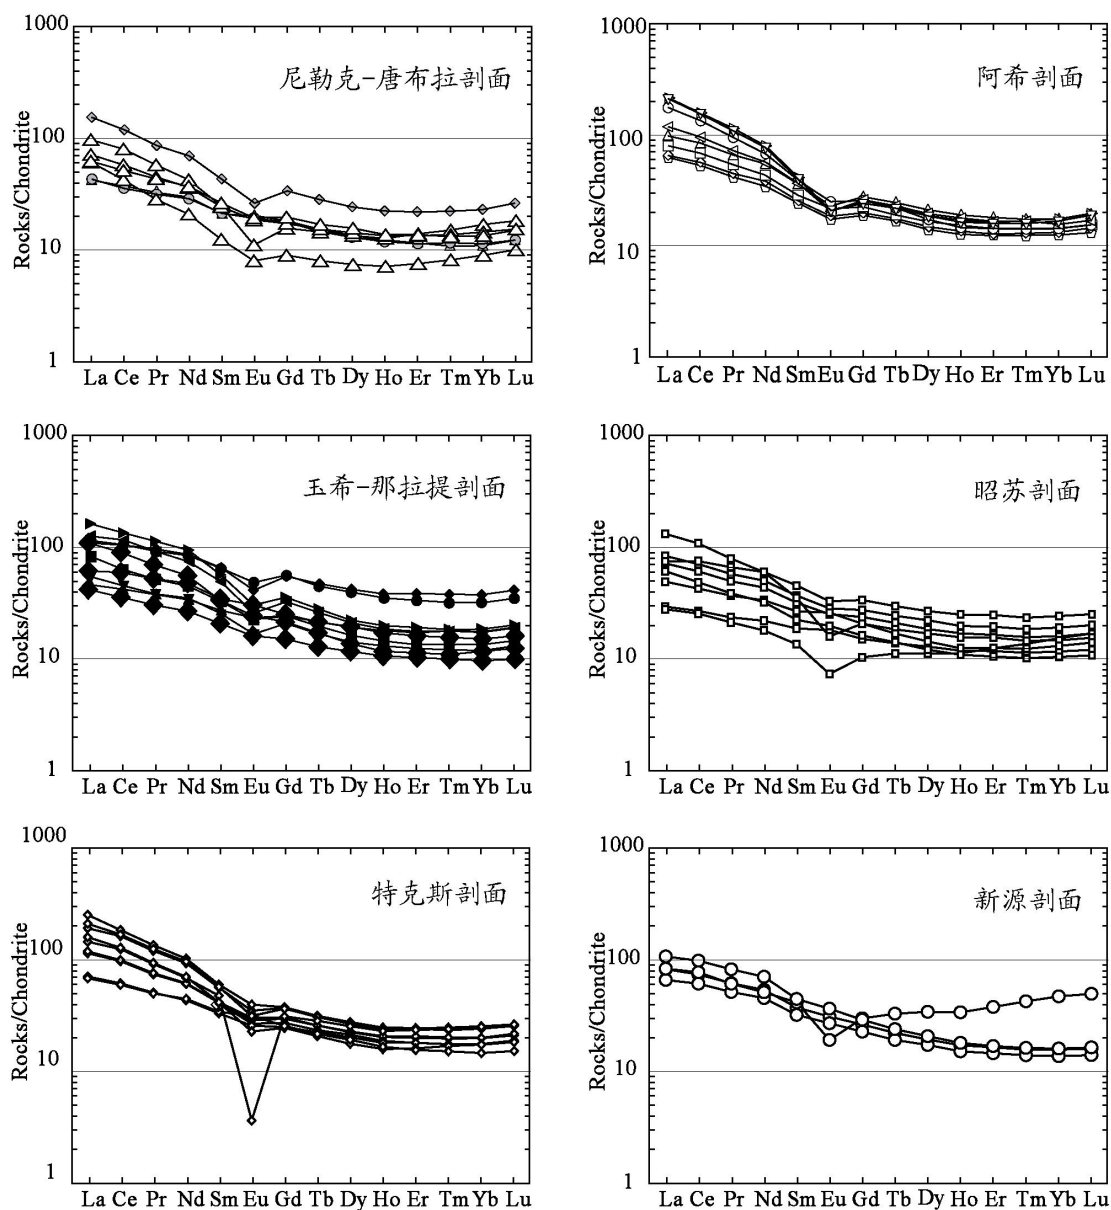 1000
100
10
1
Rocks/Chondrite
尼勒克-唐布拉剖面
La Ce Pr Nd Sm Eu Gd Tb Dy Ho Er Tm Yb Lu
1000
100
10
1
Rocks/Chondrite
阿希剖面
La Ce Pr Nd Sm Eu Gd Tb Dy Ho Er Tm Yb Lu
1000
100
10
1
Rocks/Chondrite
玉希-那拉提剖面
La Ce Pr Nd Sm Eu Gd Tb Dy Ho Er Tm Yb Lu
1000
100
10
1
Rocks/Chondrite
昭苏剖面
La Ce Pr Nd Sm Eu Gd Tb Dy Ho Er Tm Yb Lu
1000
100
10
1
Rocks/Chondrite
特克斯剖面
La Ce Pr Nd Sm Eu Gd Tb Dy Ho Er Tm Yb Lu
1000
100
10
1
Rocks/Chondrite
新源剖面
La Ce Pr Nd Sm Eu Gd Tb Dy Ho Er Tm Yb Lu